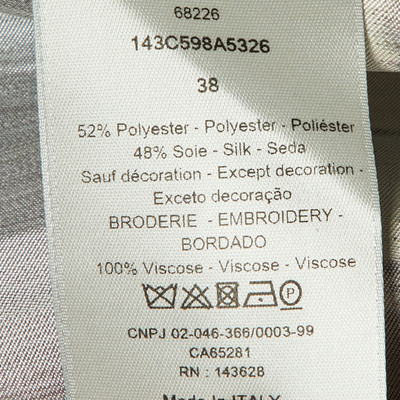 68226
143C598A5326
38
52% Polyester - Polyester - Poliéster
48% Soie - Silk - Seda
Sauf décoration - Except decoration -
Exceto decoração
BRODERIE - EMBROIDERY -
BORDADO
100% Viscose - Viscose - Viscose
P
CNPJ 02-046-366/0003-99
CA65281
RN : 143628
Made In ITALY